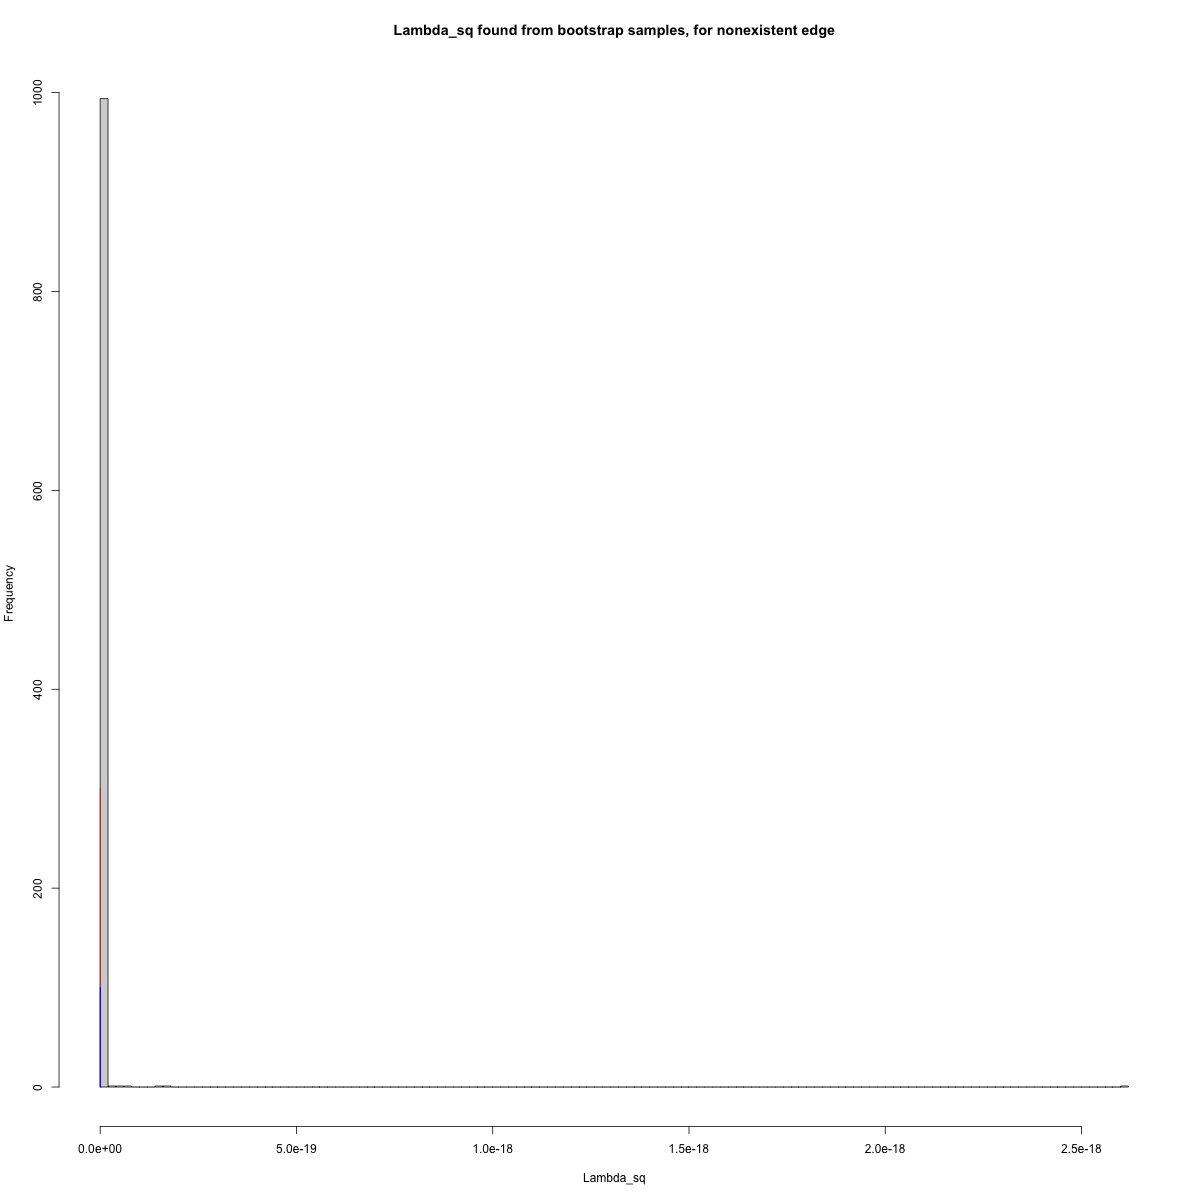 Lambda_sq found from bootstrap samples, for nonexistent edge
1000
800
600
400
200
0
Frequency
0.0e+00 5.0e-19 1.0e-18 1.5e-18 2.0e-18 2.5e-18
Lambda_sq